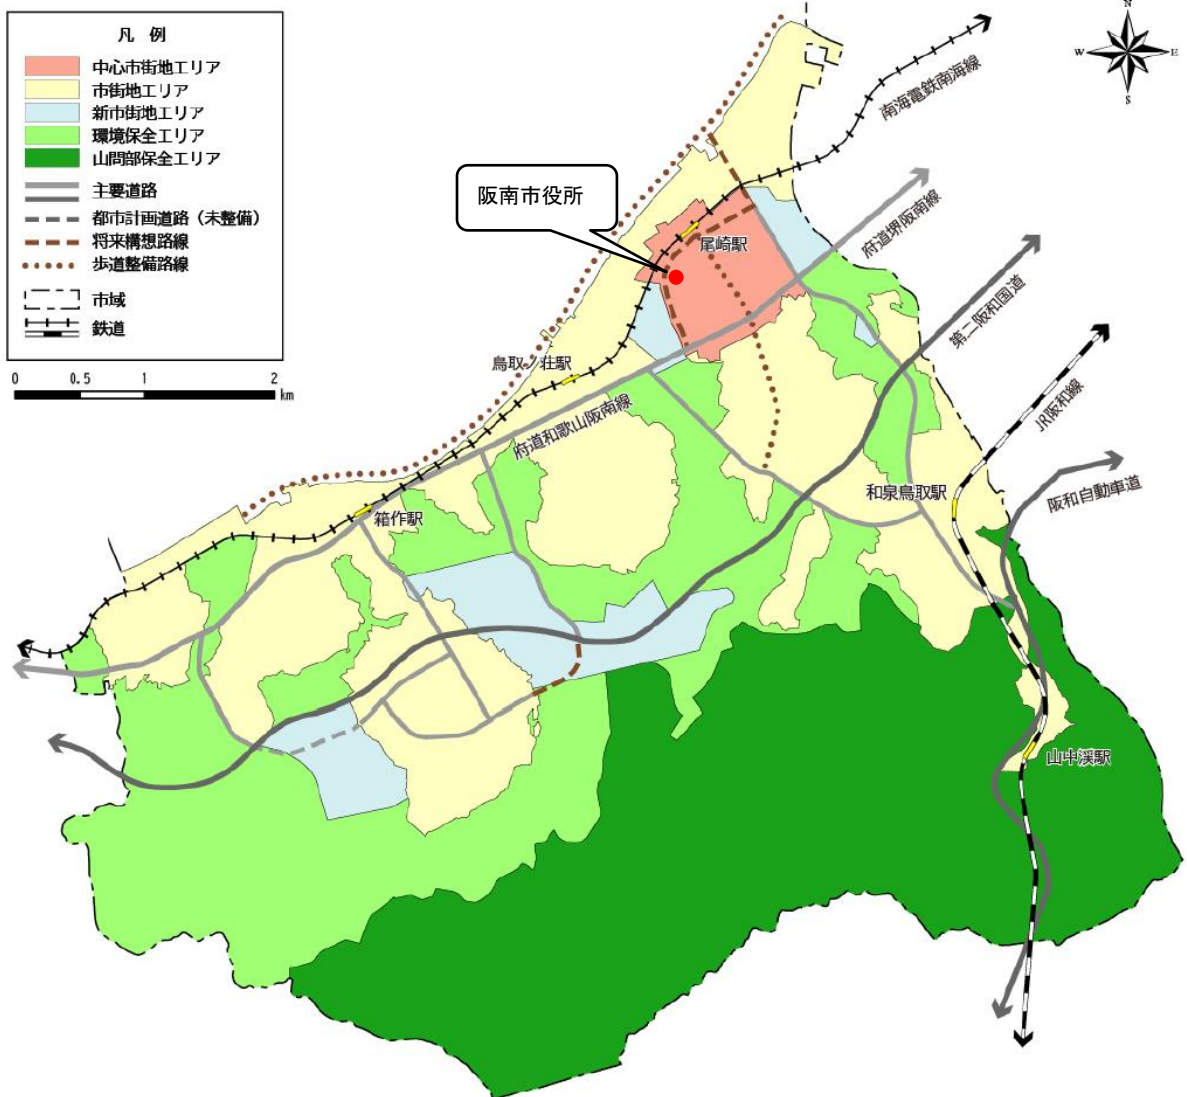 凡 例
中心市街地エリア
市街地エリア
新市街地エリア
環境保全エリア
山間部保全エリア
主要道路
都市計画道路（未整備）
将来構想路線
歩道整備路線
市域
鉄道
0 0.5 1 2 km
N
W E
S
南海電鉄南海線
阪南市役所
尾崎駅
府道堺阪南線
第二阪和国道
鳥取ノ荘駅
JR阪和線
府道和歌山阪南線
阪和自動車道
和泉鳥取駅
箱作駅
山中渓駅